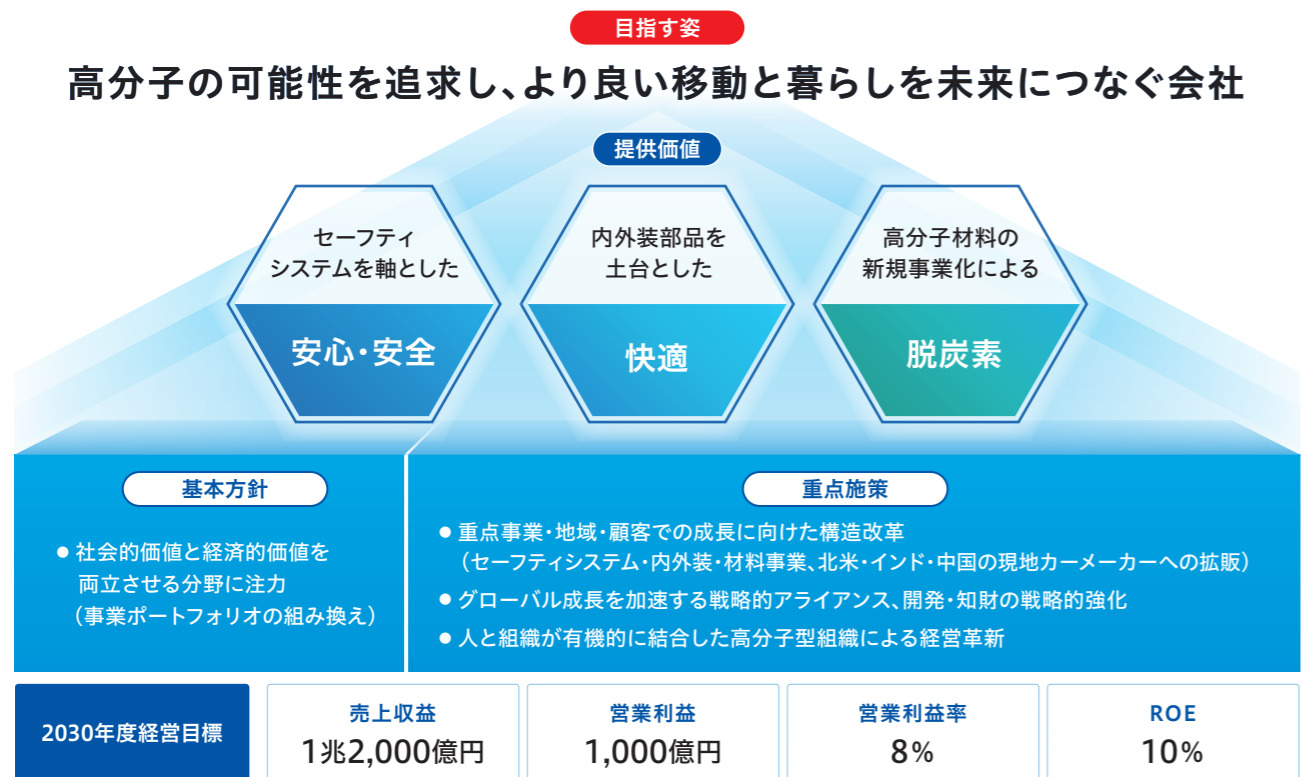 目指す姿
高分子の可能性を追求し、より良い移動と暮らしを未来につなぐ会社
提供価値
セーフティ
システムを軸とした
安心・安全
内外装部品を
土台とした
快適
高分子材料の
新規事業化による
脱炭素
基本方針
● 社会的価値と経済的価値を
両立させる分野に注力
（事業ポートフォリオの組み換え）
重点施策
● 重点事業・地域・顧客での成長に向けた構造改革
（セーフティシステム・内外装・材料事業、北米・インド・中国の現地カーメーカーへの拡販）
● グローバル成長を加速する戦略的アライアンス、開発・知財の戦略的強化
● 人と組織が有機的に結合した高分子型組織による経営革新
2030年度経営目標
売上収益
1兆2,000億円
営業利益
1,000億円
営業利益率
8%
ROE
10%